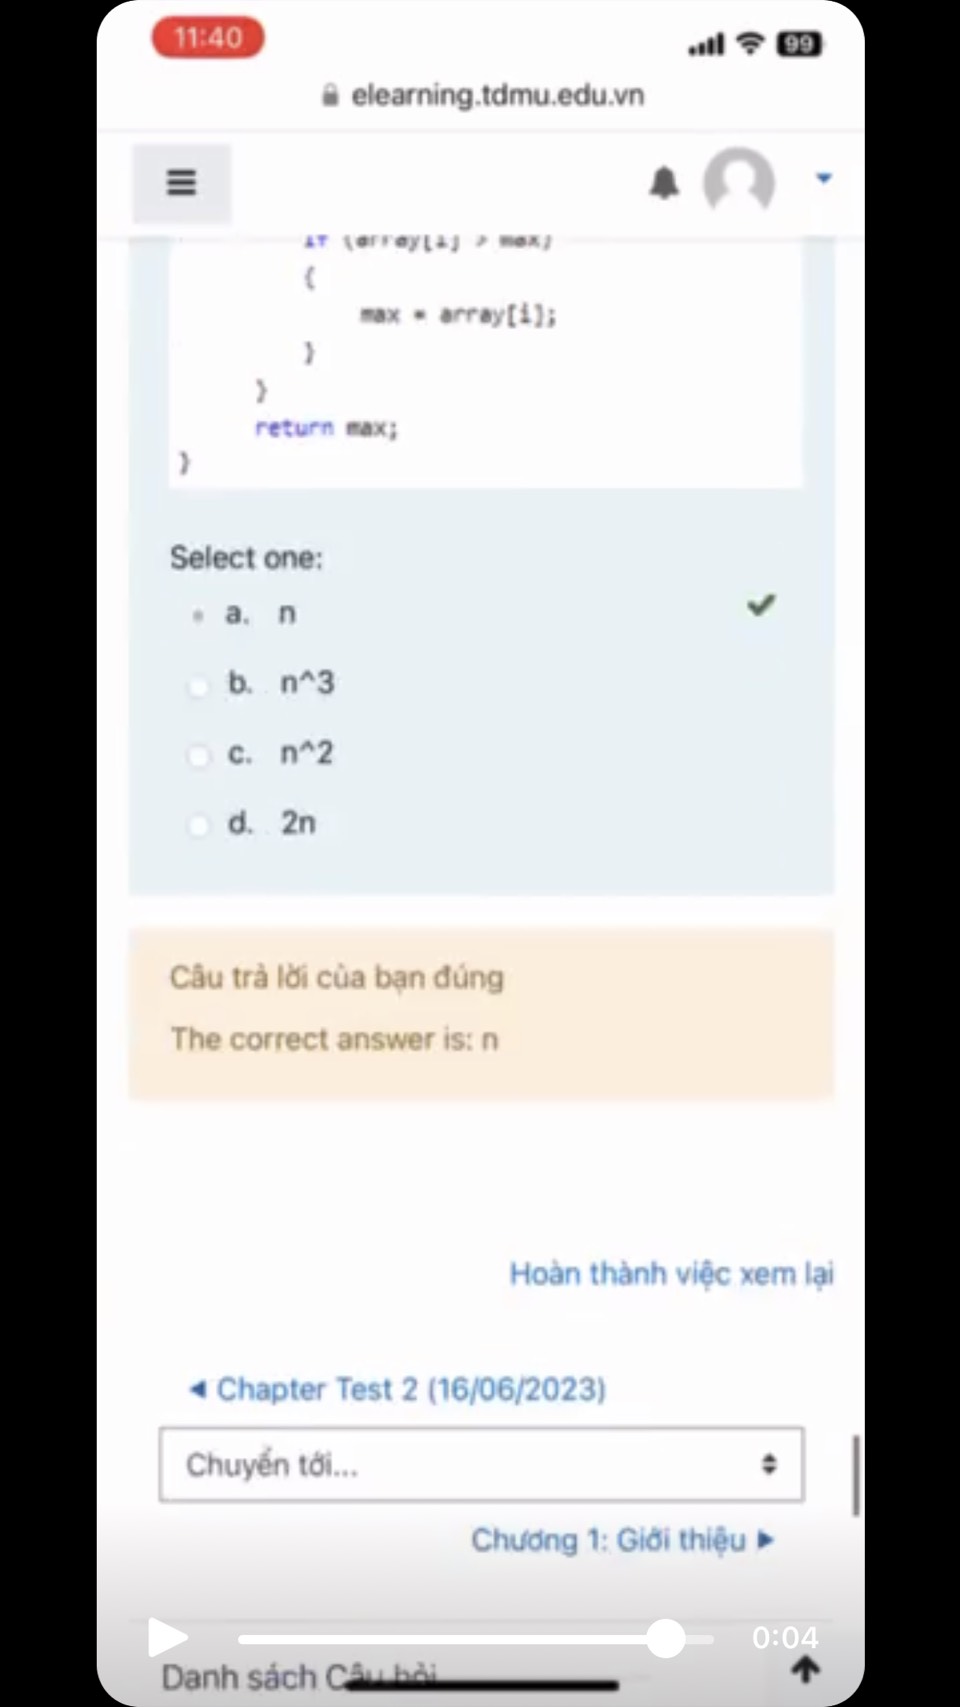 11:40
99
elearning.tdmu.edu.vn
if (array[i] > max)
{
max = array[i];
}
}
return max;
}
Select one:
a. n
b. n^3
c. n^2
d. 2n
Câu trả lời của bạn đúng
The correct answer is: n
Hoàn thành việc xem lại
◄ Chapter Test 2 (16/06/2023)
Chuyển tới...
Chương 1: Giới thiệu ►
0:04
Danh sách Câu hỏi